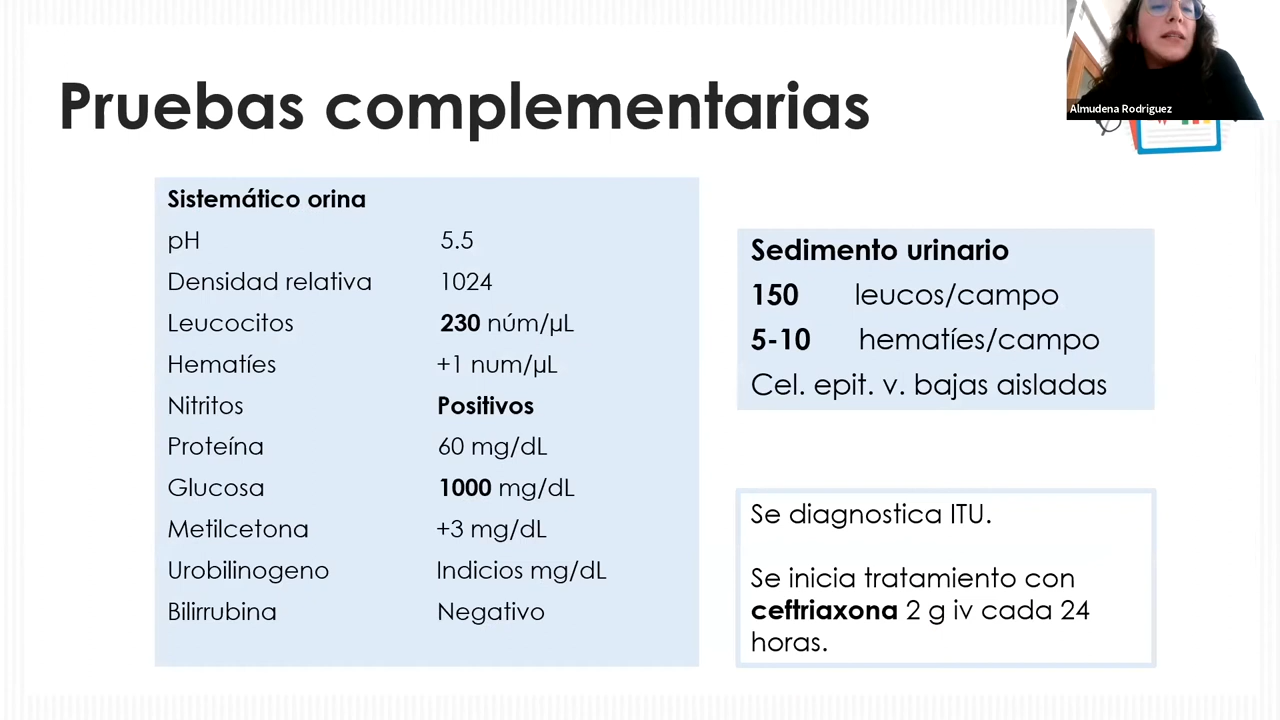 Almudena Rodriguez
Pruebas complementarias
Sistemático orina
pH 5.5
Densidad relativa 1024
Leucocitos 230 núm/µL
Hematíes +1 num/µL
Nitritos Positivos
Proteína 60 mg/dL
Glucosa 1000 mg/dL
Metilcetona +3 mg/dL
Urobilinogeno Indicios mg/dL
Bilirrubina Negativo
Sedimento urinario
150 leucos/campo
5-10 hematíes/campo
Cel. epit. v. bajas aisladas
Se diagnostica ITU.
Se inicia tratamiento con
ceftriaxona 2 g iv cada 24
horas.